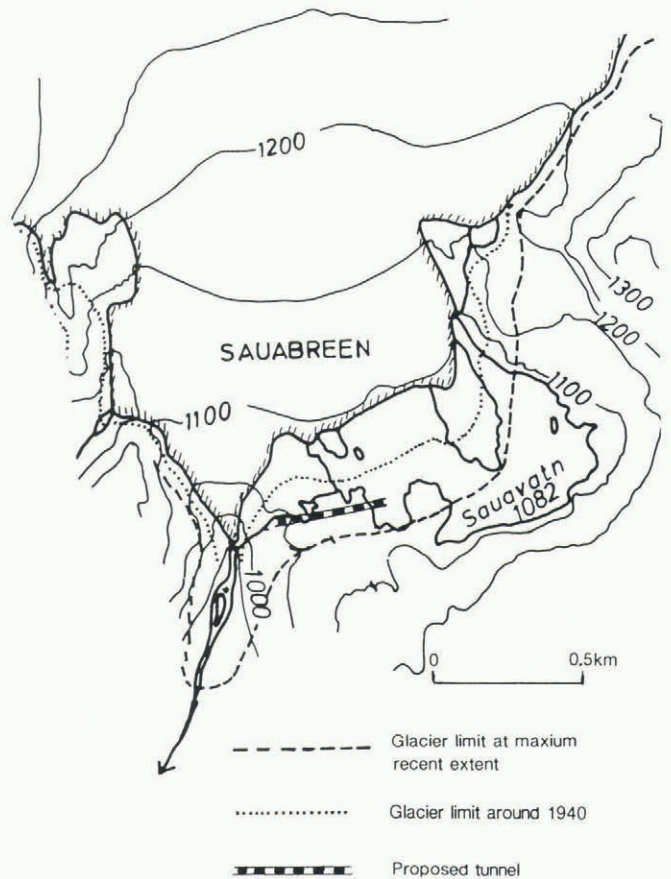 1200
1300
1200
SAUABREEN
1100
1100
Sauavatn
1082
1000
0 0.5km
Glacier limit at maxium
recent extent
Glacier limit around 1940
Proposed tunnel